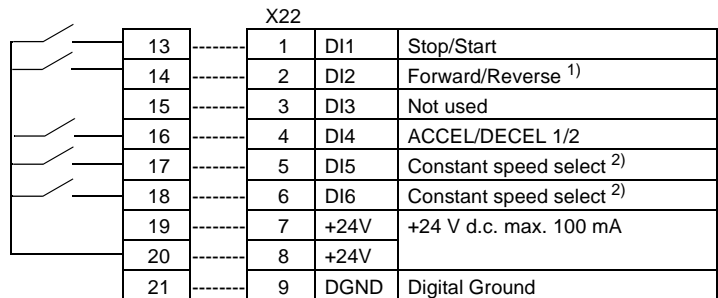 X22
13 1 DI1 Stop/Start
14 2 DI2 Forward/Reverse 1)
15 3 DI3 Not used
16 4 DI4 ACCEL/DECEL 1/2
17 5 DI5 Constant speed select 2)
18 6 DI6 Constant speed select 2)
19 7 +24V +24 V d.c. max. 100 mA
20 8 +24V
21 9 DGND Digital Ground